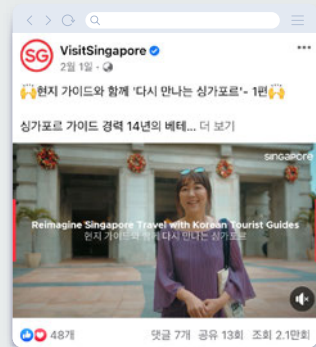 SG VisitSingapore
2월 1일
🙌현지 가이드와 함께 '다시 만나는 싱가포르'- 1편🙌
싱가포르 가이드 경력 14년의 베테... 더 보기
SINGAPORE
Reimagine Singapore Travel with Korean Tourist Guides
현지 가이드와 함께 다시 만나는 싱가포르
48개 댓글 7개 공유 13회 조회 2.1만회